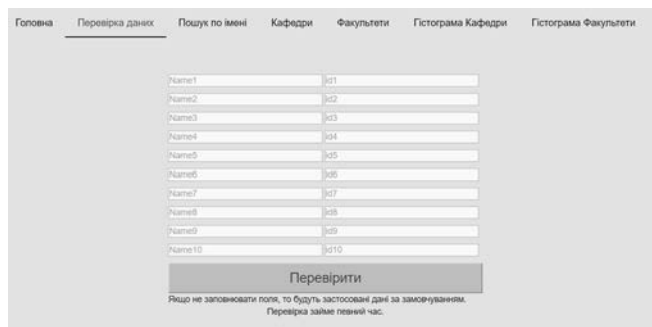 Головна Перевірка даних Пошук по імені Кафедри Факультети Гістограма Кафедри Гістограма Факультети
Name1 id1
Name2 id2
Name3 id3
Name4 id4
Name5 id5
Name6 id6
Name7 id7
Name8 id8
Name9 id9
Name10 id10
Перевірити
Якщо не заповнювати поля, то будуть застосовані дані за замовчуванням.
Перевірка займе певний час.